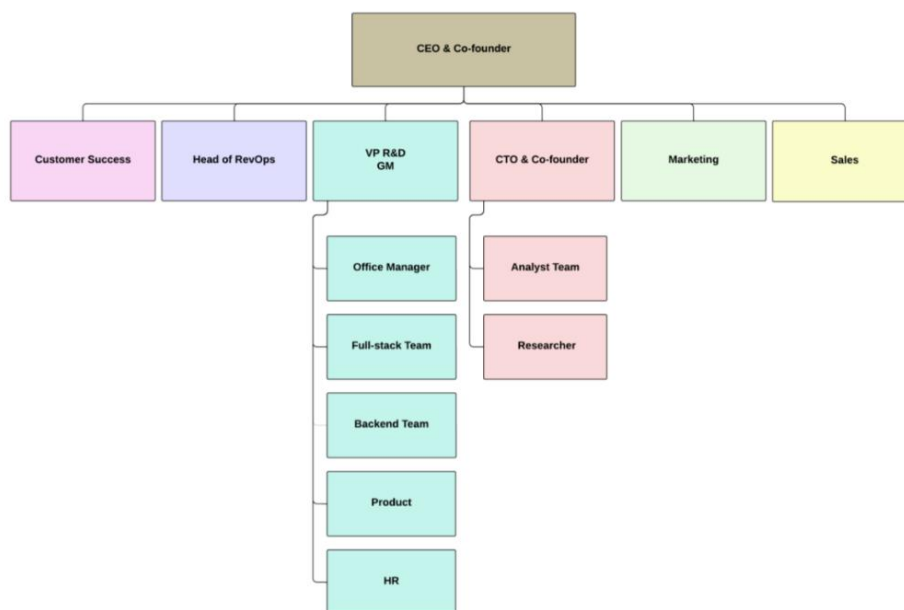 CEO & Co-founder
Customer Success
Head of RevOps
VP R&D
GM
CTO & Co-founder
Marketing
Sales
Office Manager
Analyst Team
Full-stack Team
Researcher
Backend Team
Product
HR